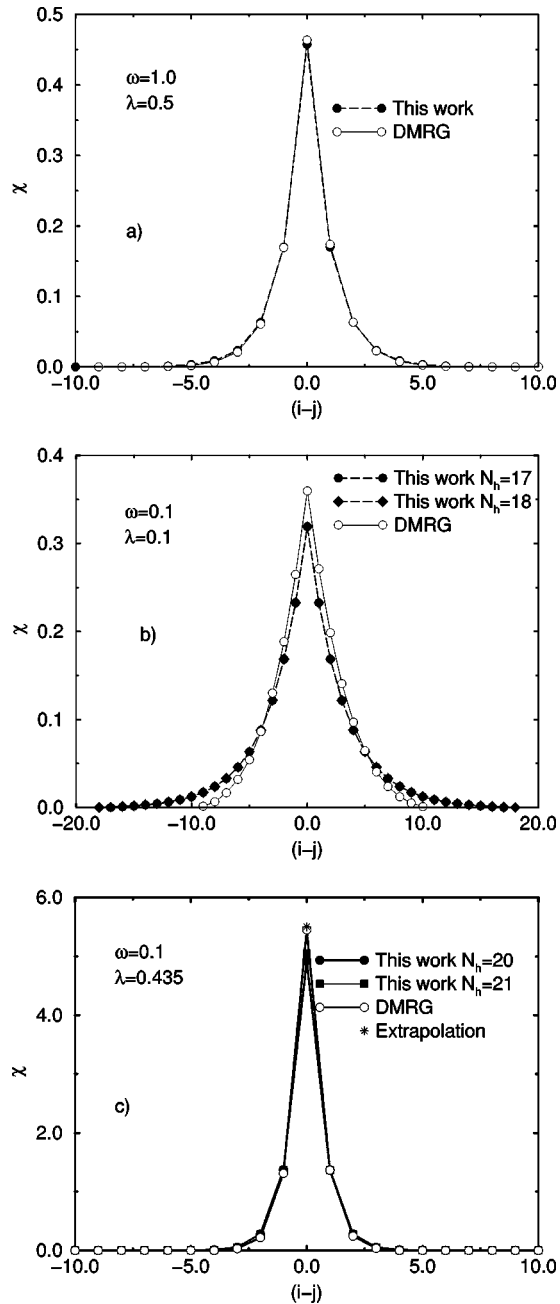 0.5
ω=1.0
λ=0.5
0.4
This work
DMRG
0.3
χ
0.2
a)
0.1
0.0
−10.0 −5.0 0.0 5.0 10.0
(i−j)
0.4
This work Nh=17
This work Nh=18
DMRG
ω=0.1
λ=0.1
0.3
χ
0.2
b)
0.1
0.0
−20.0 −10.0 0.0 10.0 20.0
(i−j)
6.0
ω=0.1
λ=0.435
This work Nh=20
This work Nh=21
DMRG
Extrapolation
4.0
χ
c)
2.0
0.0
−10.0 −5.0 0.0 5.0 10.0
(i−j)